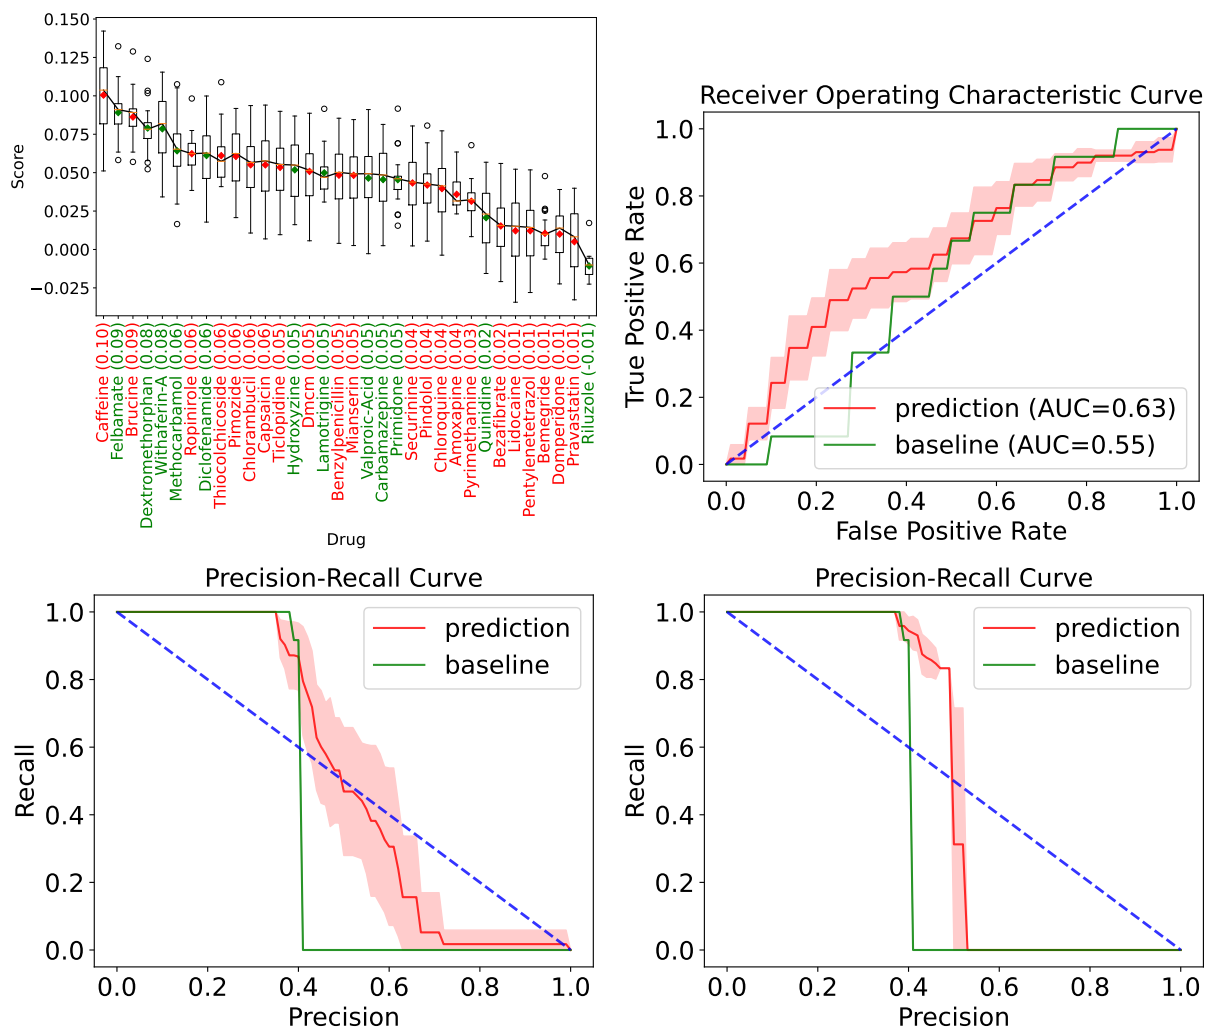 0.150
0.125
0.100
0.075
0.050
0.025
0.000
−0.025
Score
Caffeine (0.10)
Felbamate (0.09)
Brucine (0.09)
Dextromethorphan (0.08)
Withaferin-A (0.08)
Methocarbamol (0.06)
Ropinirole (0.06)
Diclofenamide (0.06)
Thiocolchicoside (0.06)
Pimozide (0.06)
Chlorambucil (0.06)
Capsaicin (0.06)
Ticlopidine (0.05)
Hydroxyzine (0.05)
Dmcm (0.05)
Lamotrigine (0.05)
Benzylpenicillin (0.05)
Mianserin (0.05)
Valproic-Acid (0.05)
Carbamazepine (0.05)
Primidone (0.05)
Securinine (0.04)
Pindolol (0.04)
Chloroquine (0.04)
Amoxapine (0.04)
Pyrimethamine (0.03)
Quinidine (0.02)
Bezafibrate (0.02)
Lidocaine (0.01)
Pentylenetetrazol (0.01)
Bemegride (0.01)
Domperidone (0.01)
Pravastatin (0.01)
Riluzole (-0.01)
Drug
Receiver Operating Characteristic Curve
1.0
0.8
0.6
0.4
0.2
0.0
True Positive Rate
prediction (AUC=0.63)
baseline (AUC=0.55)
0.0 0.2 0.4 0.6 0.8 1.0
False Positive Rate
Precision-Recall Curve
1.0
0.8
0.6
0.4
0.2
0.0
Recall
prediction
baseline
0.0 0.2 0.4 0.6 0.8 1.0
Precision
Precision-Recall Curve
1.0
0.8
0.6
0.4
0.2
0.0
Recall
prediction
baseline
0.0 0.2 0.4 0.6 0.8 1.0
Precision